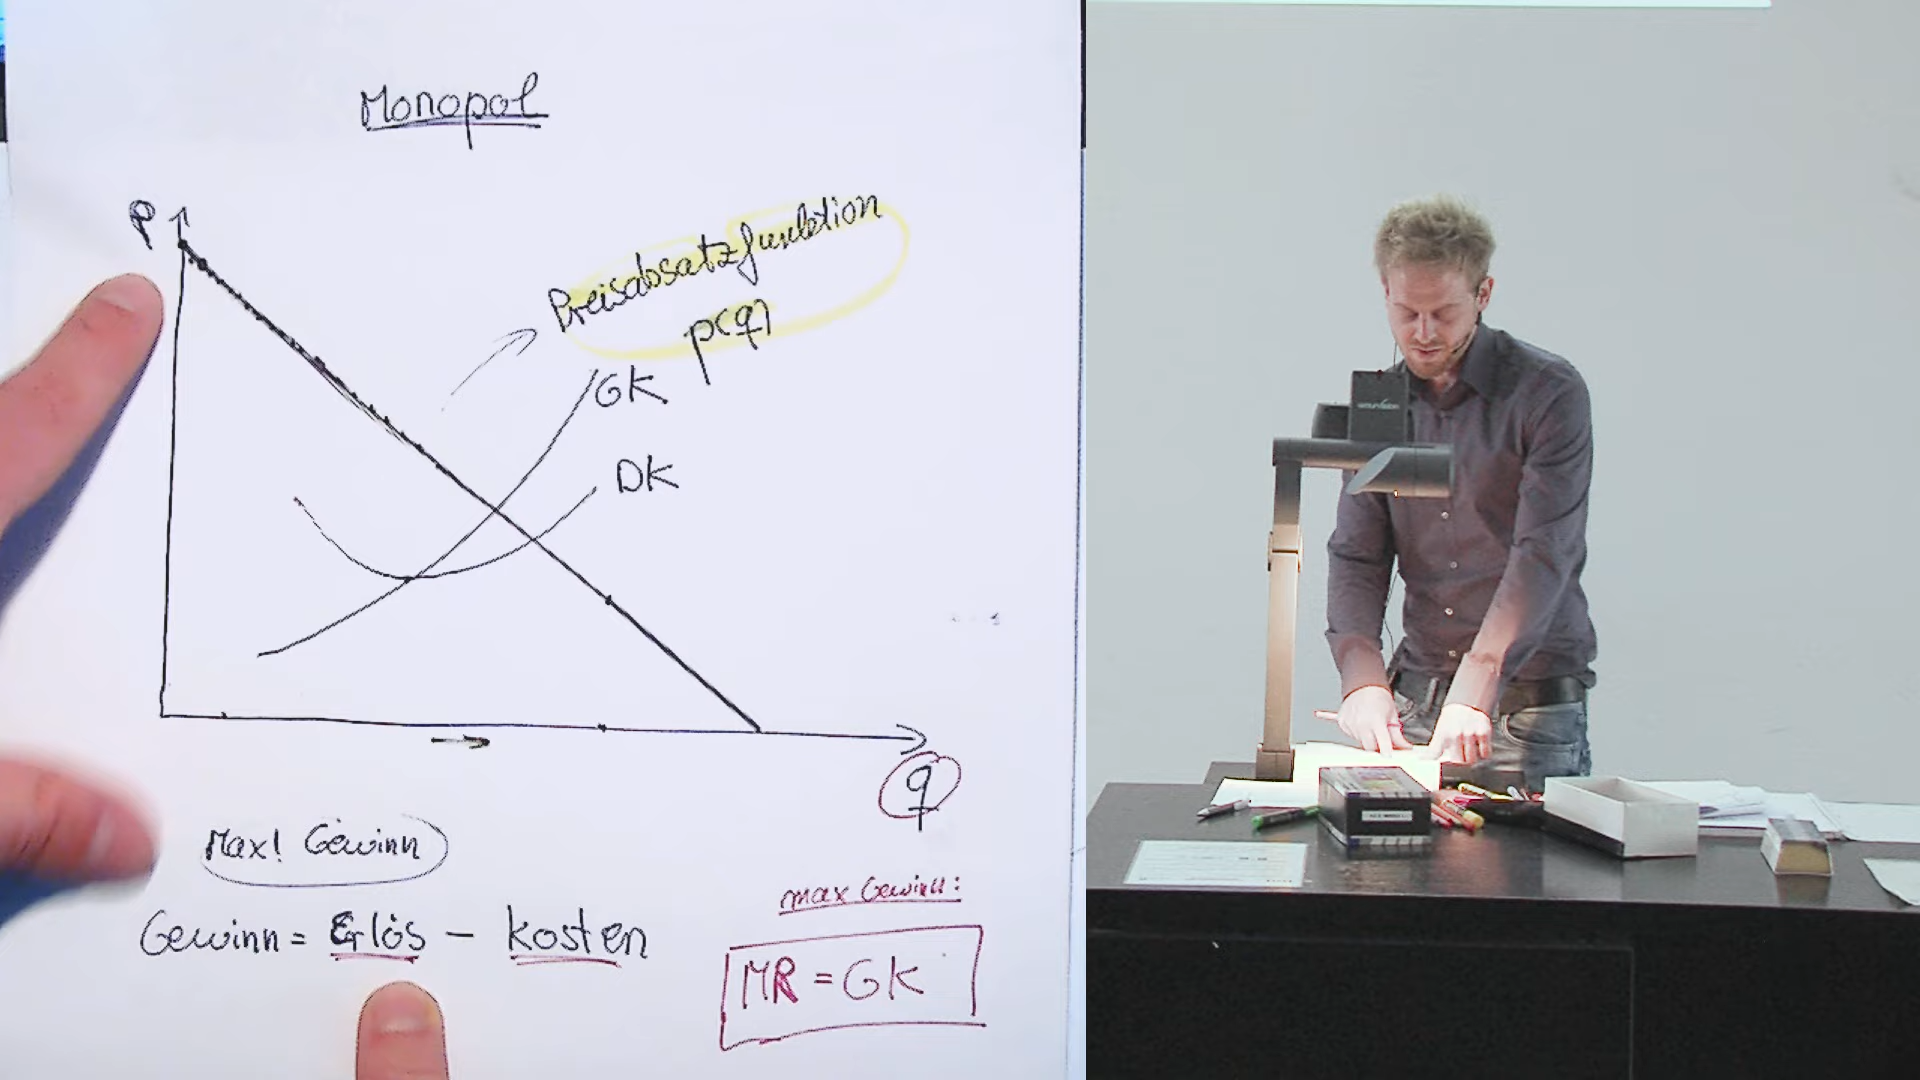 Monopol
P
Preisabsatzfunktion
p(q)
GK
DK
q
Max! Gewinn
Gewinn = Erlös - Kosten
max Gewinn:
MR = GK